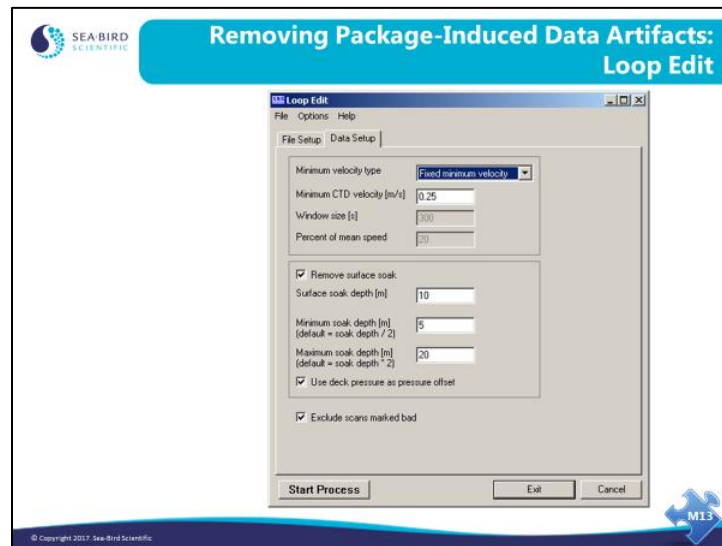 SEA·BIRD
SCIENTIFIC
Removing Package-Induced Data Artifacts:
Loop Edit
Loop Edit
File Options Help
File Setup Data Setup
Minimum velocity type Fixed minimum velocity
Minimum CTD velocity [m/s] 0.25
Window size [s] 300
Percent of mean speed 20
Remove surface soak
Surface soak depth [m] 10
Minimum soak depth [m] 5
(default = soak depth / 2)
Maximum soak depth [m] 20
(default = soak depth * 2)
Use deck pressure as pressure offset
Exclude scans marked bad
Start Process Exit Cancel
M13
© Copyright 2017 Sea-Bird Scientific